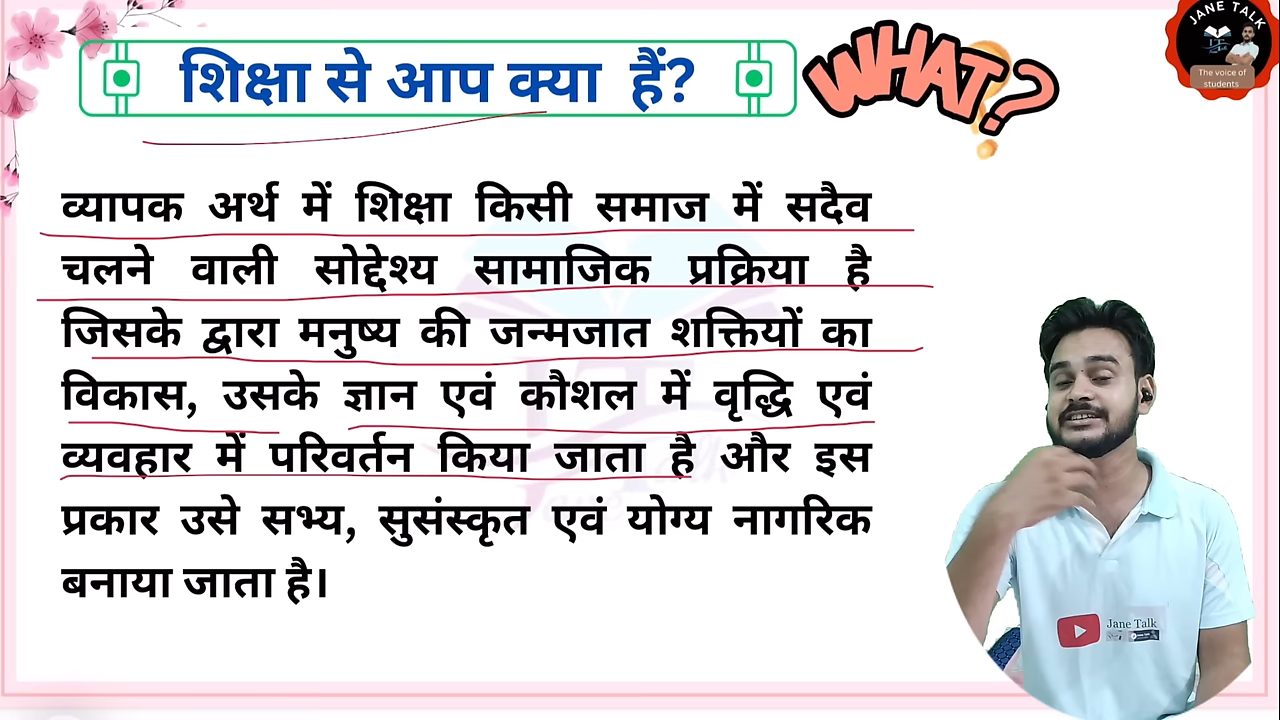 शिक्षा से आप क्या हैं?
WHAT?
JANE TALK
The voice of
students
व्यापक अर्थ में शिक्षा किसी समाज में सदैव
चलने वाली सोद्देश्य सामाजिक प्रक्रिया है
जिसके द्वारा मनुष्य की जन्मजात शक्तियों का
विकास, उसके ज्ञान एवं कौशल में वृद्धि एवं
व्यवहार में परिवर्तन किया जाता है और इस
प्रकार उसे सभ्य, सुसंस्कृत एवं योग्य नागरिक
बनाया जाता है।
Jane Talk